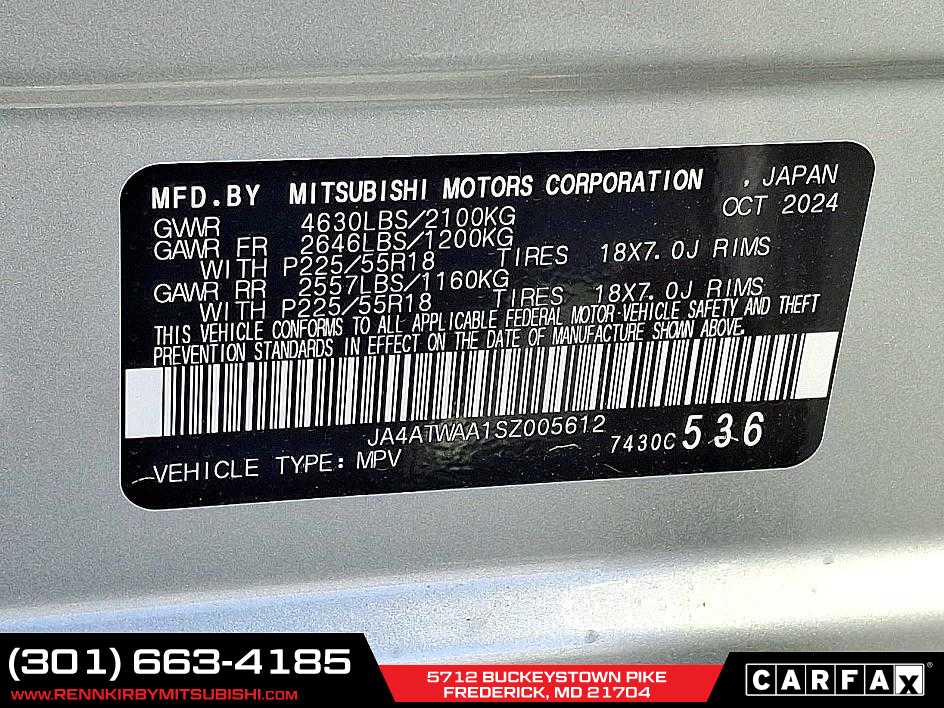 MFD.BY MITSUBISHI MOTORS CORPORATION , JAPAN
GVWR 4630LBS/2100KG OCT 2024
GAWR FR 2646LBS/1200KG
WITH P225/55R18 TIRES 18X7.0J RIMS
GAWR RR 2557LBS/1160KG
WITH P225/55R18 TIRES 18X7.0J RIMS
THIS VEHICLE CONFORMS TO ALL APPLICABLE FEDERAL MOTOR-VEHICLE SAFETY AND THEFT
PREVENTION STANDARDS IN EFFECT ON THE DATE OF MANUFACTURE SHOWN ABOVE.
JA4ATWAA1SZ005612 7430C 536
VEHICLE TYPE: MPV
(301) 663-4185
WWW.RENNKIRBYMITSUBISHI.COM
5712 BUCKEYSTOWN PIKE
FREDERICK, MD 21704
CARFAX